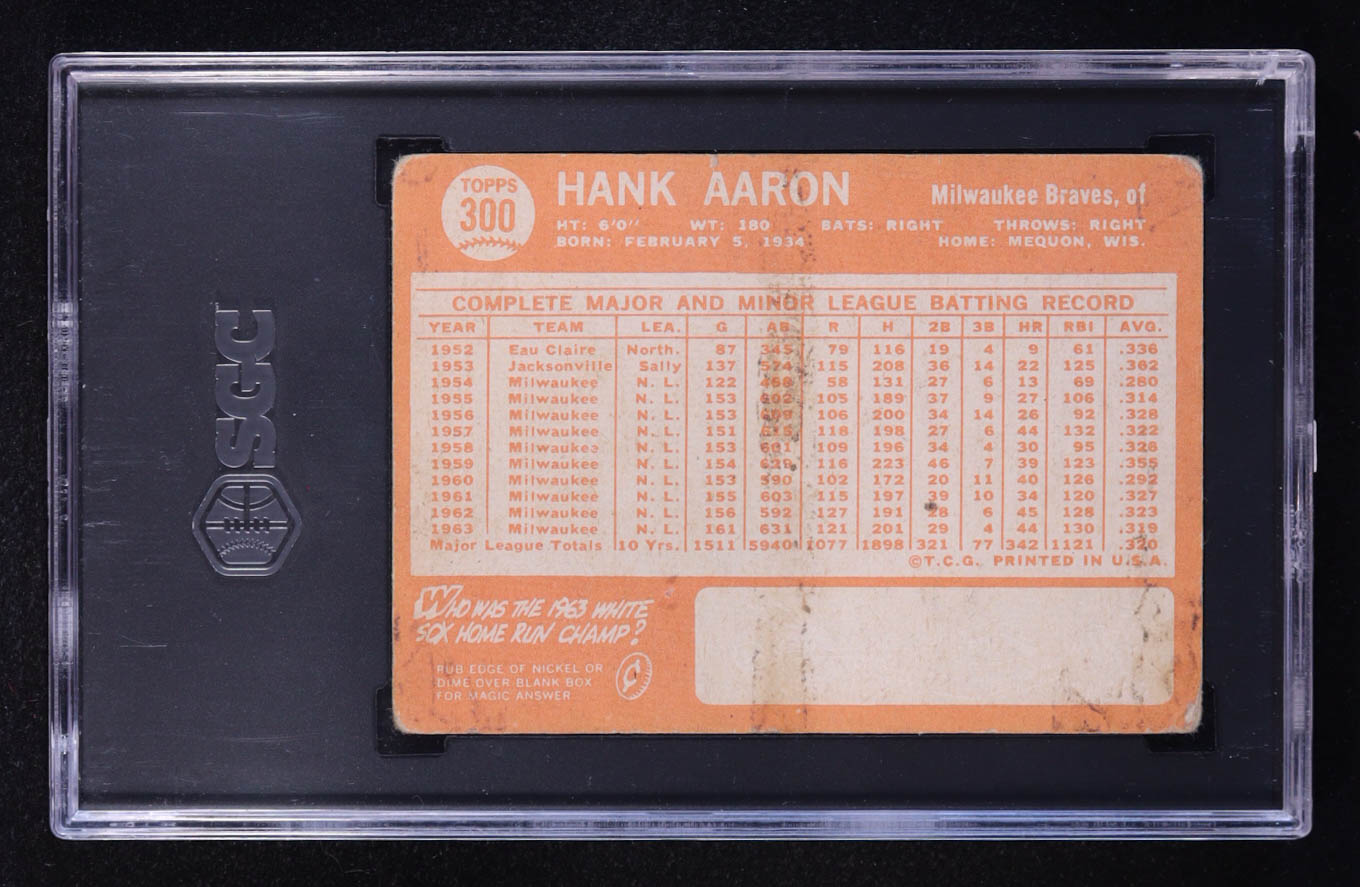 SGC
TOPPS
300
HANK AARON
Milwaukee Braves, of
HT: 6'0" WT: 180 BATS: RIGHT THROWS: RIGHT
BORN: FEBRUARY 5, 1934 HOME: MEQUON, WIS.
COMPLETE MAJOR AND MINOR LEAGUE BATTING RECORD
YEAR TEAM LEA. G AB R H 2B 3B HR RBI AVG.
1952 Eau Claire North. 87 345 79 116 19 4 9 61 .336
1953 Jacksonville Sally 137 574 115 208 36 14 22 125 .362
1954 Milwaukee N. L. 122 468 58 131 27 6 13 69 .280
1955 Milwaukee N. L. 153 602 105 189 37 9 27 106 .314
1956 Milwaukee N. L. 153 609 106 200 34 14 26 92 .328
1957 Milwaukee N. L. 151 615 118 198 27 6 44 132 .322
1958 Milwaukee N. L. 153 601 109 196 34 4 30 95 .326
1959 Milwaukee N. L. 154 629 116 223 46 7 39 123 .355
1960 Milwaukee N. L. 153 590 102 172 20 11 40 126 .292
1961 Milwaukee N. L. 155 603 115 197 39 10 34 120 .327
1962 Milwaukee N. L. 156 592 127 191 28 6 45 128 .323
1963 Milwaukee N. L. 161 631 121 201 29 4 44 130 .319
Major League Totals 10 Yrs. 1511 5940 1077 1898 321 77 342 1121 .320
©T.C.G. PRINTED IN U.S.A.
WHO WAS THE 1963 WHITE
SOX HOME RUN CHAMP?
RUB EDGE OF NICKEL OR
DIME OVER BLANK BOX
FOR MAGIC ANSWER